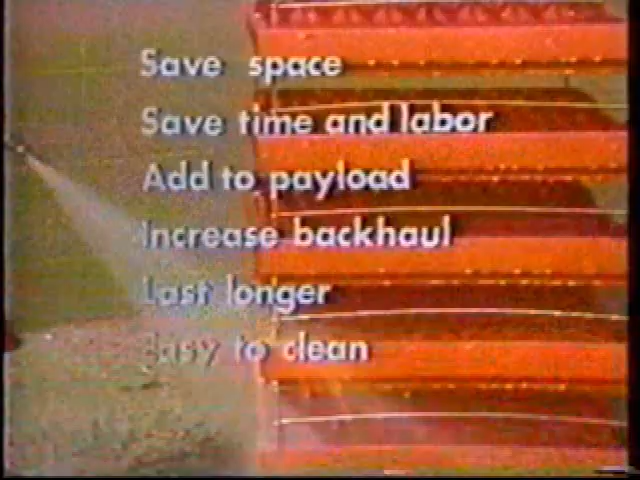 Save space
Save time and labor
Add to payload
Increase backhaul
Last longer
Easy to clean